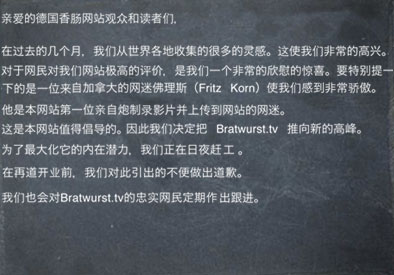 亲爱的德国香肠网站观众和读者们,
在过去的几个月，我们从世界各地收集的很多的灵感。这使我们非常的高兴。
对于网民对我们网站极高的评价，是我们一个非常的欣慰的惊喜。要特别提一
下的是一位来自加拿大的网迷佛理斯（Fritz Korn）使我们感到非常骄傲。
他是本网站第一位亲自炮制录影片并上传到网站的网迷。
这是本网站值得倡导的。因此我们决定把 Bratwurst.tv 推向新的高峰。
为了最大化它的内在潜力，我们正在日夜赶工。
在再道开业前，我们对此引出的不便做出道歉。
我们也会对Bratwurst.tv的忠实网民定期作出跟进。